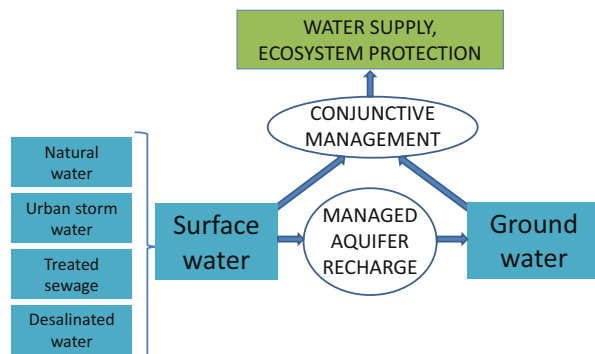 WATER SUPPLY,
ECOSYSTEM PROTECTION
CONJUNCTIVE
MANAGEMENT
Natural
water
Urban storm
water
Treated
sewage
Desalinated
water
Surface
water
MANAGED
AQUIFER
RECHARGE
Ground
water